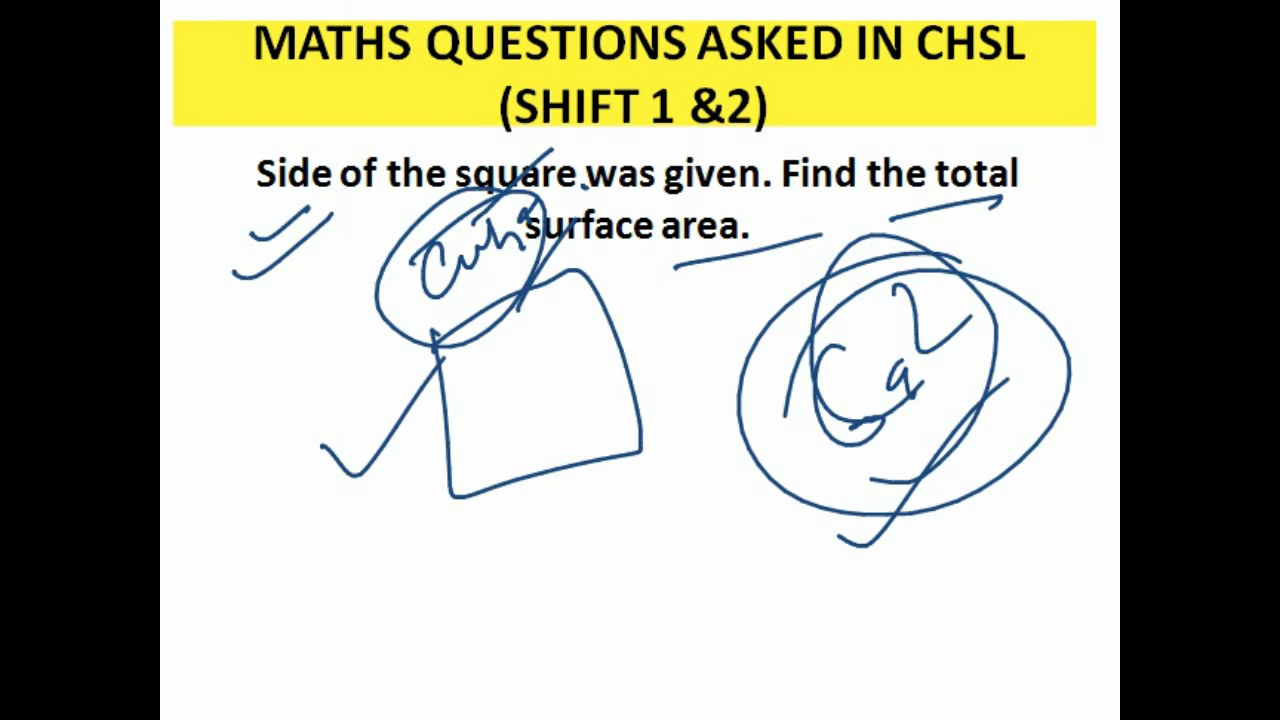 MATHS QUESTIONS ASKED IN CHSL
(SHIFT 1 &2)
Side of the square was given. Find the total
surface area.